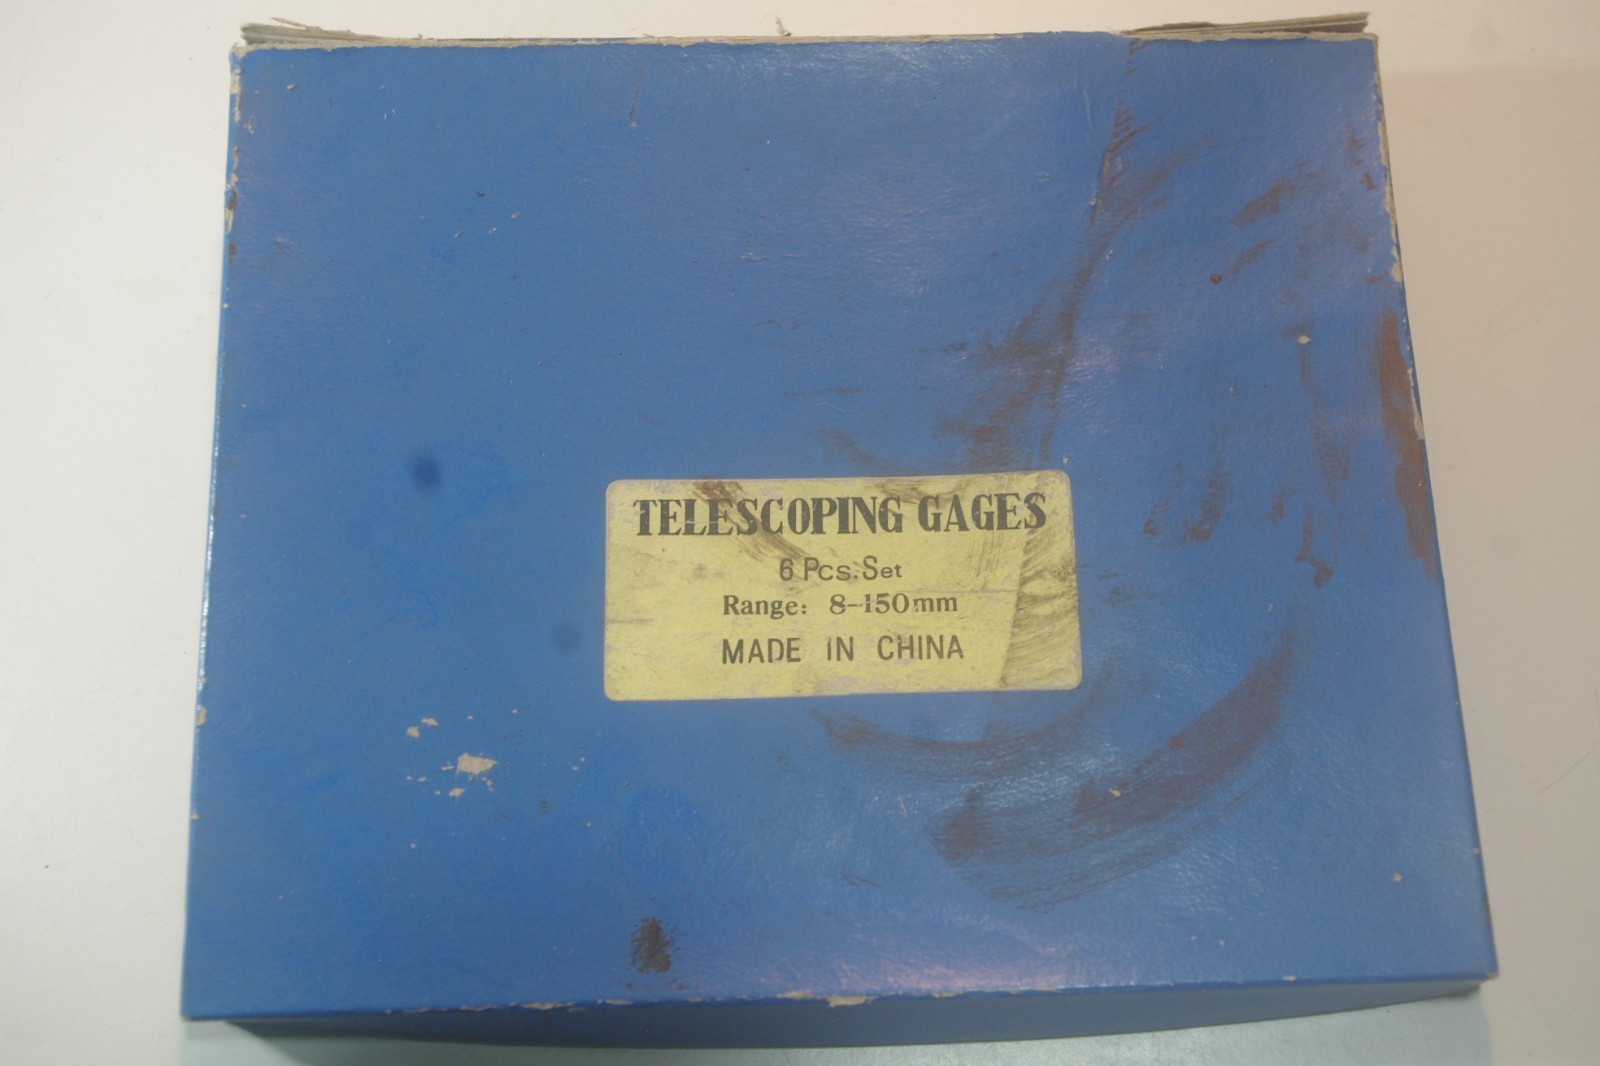 TELESCOPING GAGES
6 Pcs.Set
Range: 8-150mm
MADE IN CHINA